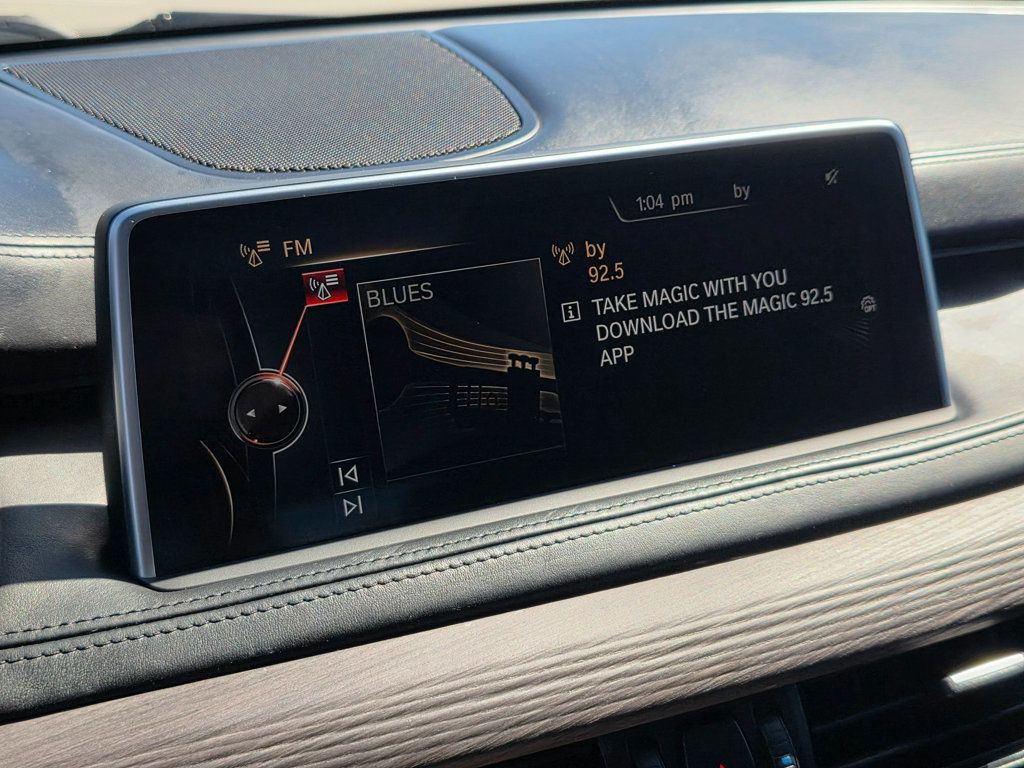 1:04 pm by
FM
BLUES
by
92.5
TAKE MAGIC WITH YOU
DOWNLOAD THE MAGIC 92.5
APP
OPT